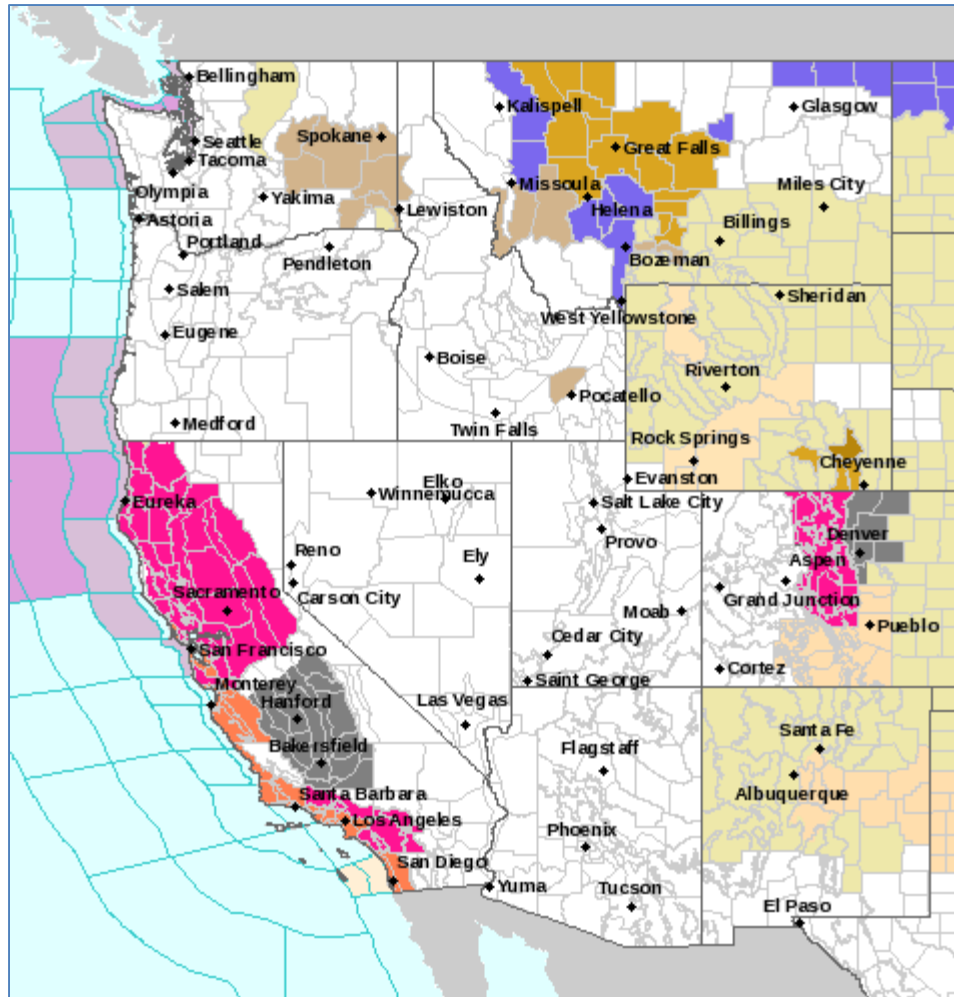 Bellingham
Kalispell
Glasgow
Spokane
Seattle
Great Falls
Tacoma
Missoula
Miles City
Olympia
Yakima
Lewiston
Helena
Astoria
Billings
Portland
Pendleton
Bozeman
Salem
Sheridan
West Yellowstone
Eugene
Boise
Riverton
Pocatello
Medford
Twin Falls
Rock Springs
Cheyenne
Elko
Evanston
Winnemucca
Eureka
Salt Lake City
Provo
Denver
Reno
Ely
Aspen
Sacramento
Carson City
Grand Junction
Moab
Pueblo
Cedar City
San Francisco
Cortez
Saint George
Monterey
Hanford
Las Vegas
Santa Fe
Bakersfield
Flagstaff
Albuquerque
Santa Barbara
Los Angeles
Phoenix
San Diego
Yuma
Tucson
El Paso